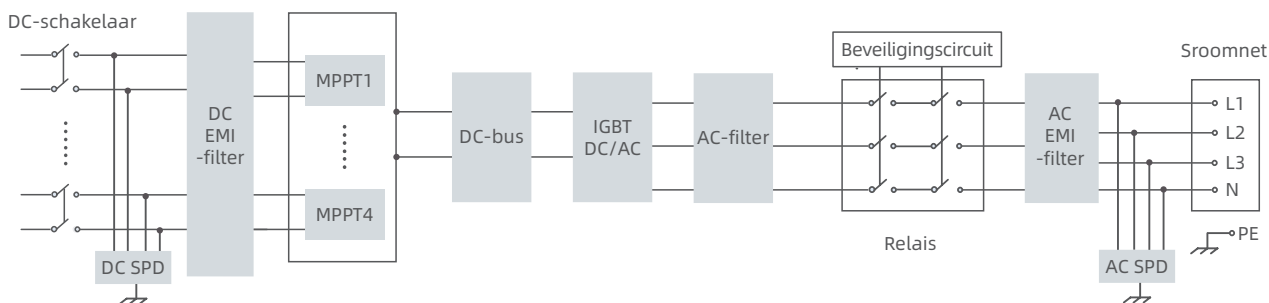 DC-schakelaar
DC
EMI
-filter
MPPT1
MPPT4
DC SPD
DC-bus
IGBT
DC/AC
AC-filter
Beveiligingscircuit
Relais
AC
EMI
-filter
Sroomnet
L1
L2
L3
N
PE
AC SPD